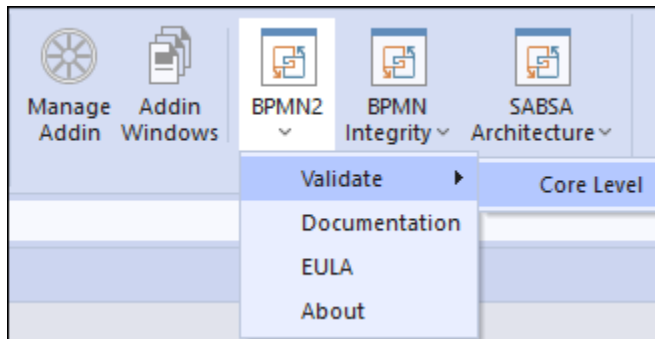 Manage Addin BPMN2 BPMN SABSA
Addin Windows Integrity Architecture
Validate Core Level
Documentation
EULA
About